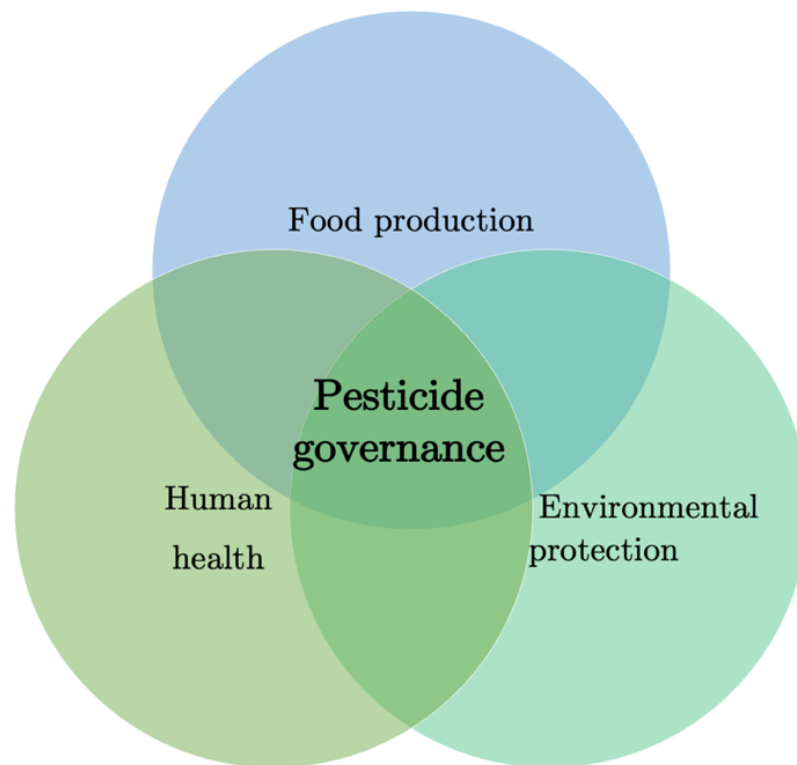 Food production
Pesticide
governance
Human
health
Environmental
protection